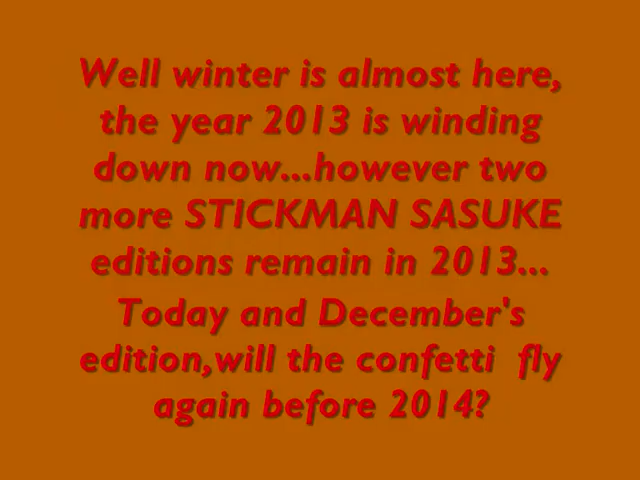 Well winter is almost here,
the year 2013 is winding
down now...however two
more STICKMAN SASUKE
editions remain in 2013...
Today and December's
edition,will the confetti  fly
again before 2014?